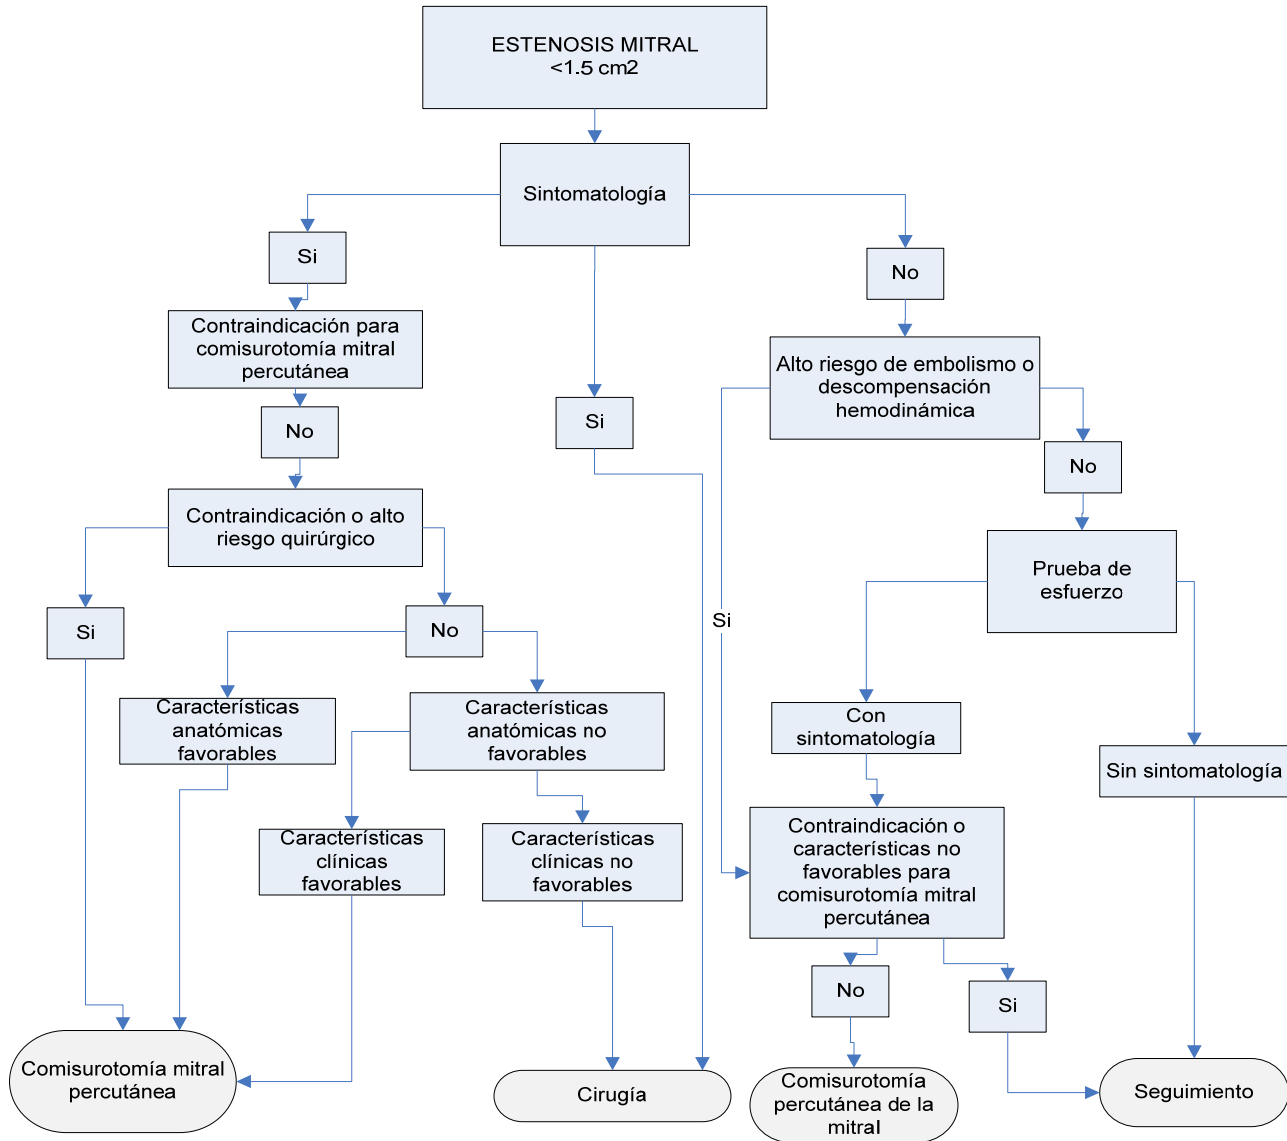 ESTENOSIS MITRAL
<1.5 cm2
Sintomatología
Si
No
Contraindicación para
comisurotomía mitral
percutánea
Alto riesgo de embolismo o
descompensación
hemodinámica
Si
No
No
Contraindicación o alto
riesgo quirúrgico
Prueba de
esfuerzo
Si
No
Si
Características
anatómicas
favorables
Características
anatómicas no
favorables
Con
sintomatología
Sin sintomatología
Características
clínicas
favorables
Características
clínicas no
favorables
Contraindicación o
características no
favorables para
comisurotomía mitral
percutánea
No
Si
Comisurotomía mitral
percutánea
Cirugía
Comisurotomía
percutánea de la
mitral
Seguimiento